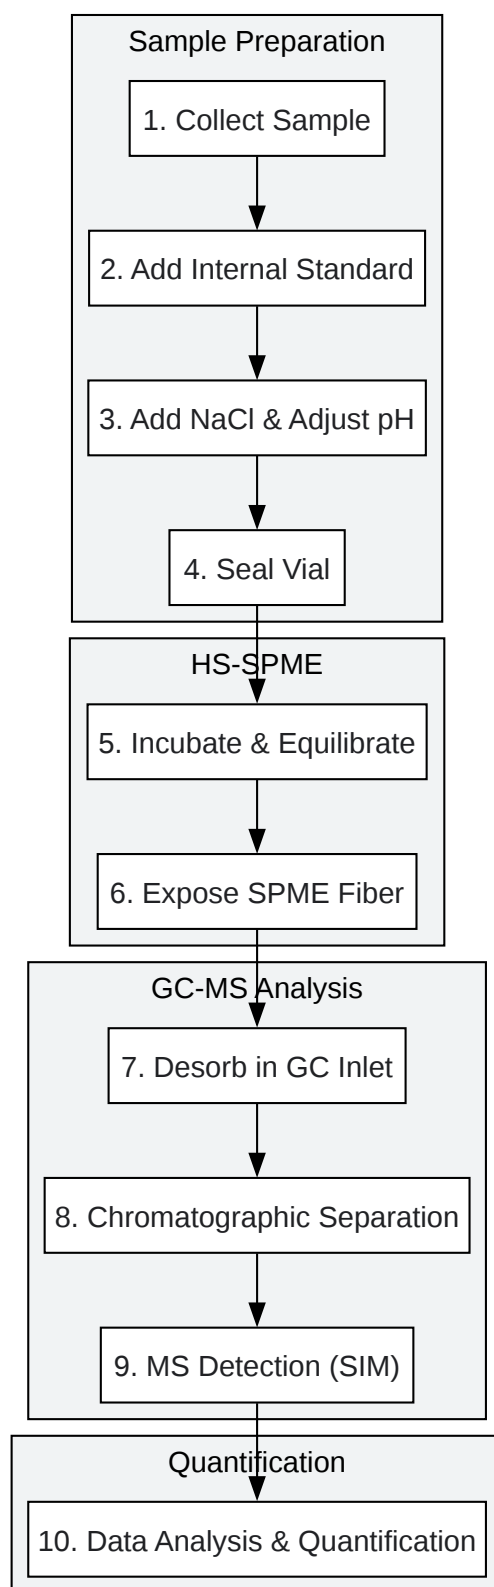 Sample Preparation
1. Collect Sample
2. Add Internal Standard
3. Add NaCl & Adjust pH
4. Seal Vial
HS-SPME
5. Incubate & Equilibrate
6. Expose SPME Fiber
GC-MS Analysis
7. Desorb in GC Inlet
8. Chromatographic Separation
9. MS Detection (SIM)
Quantification
10. Data Analysis & Quantification